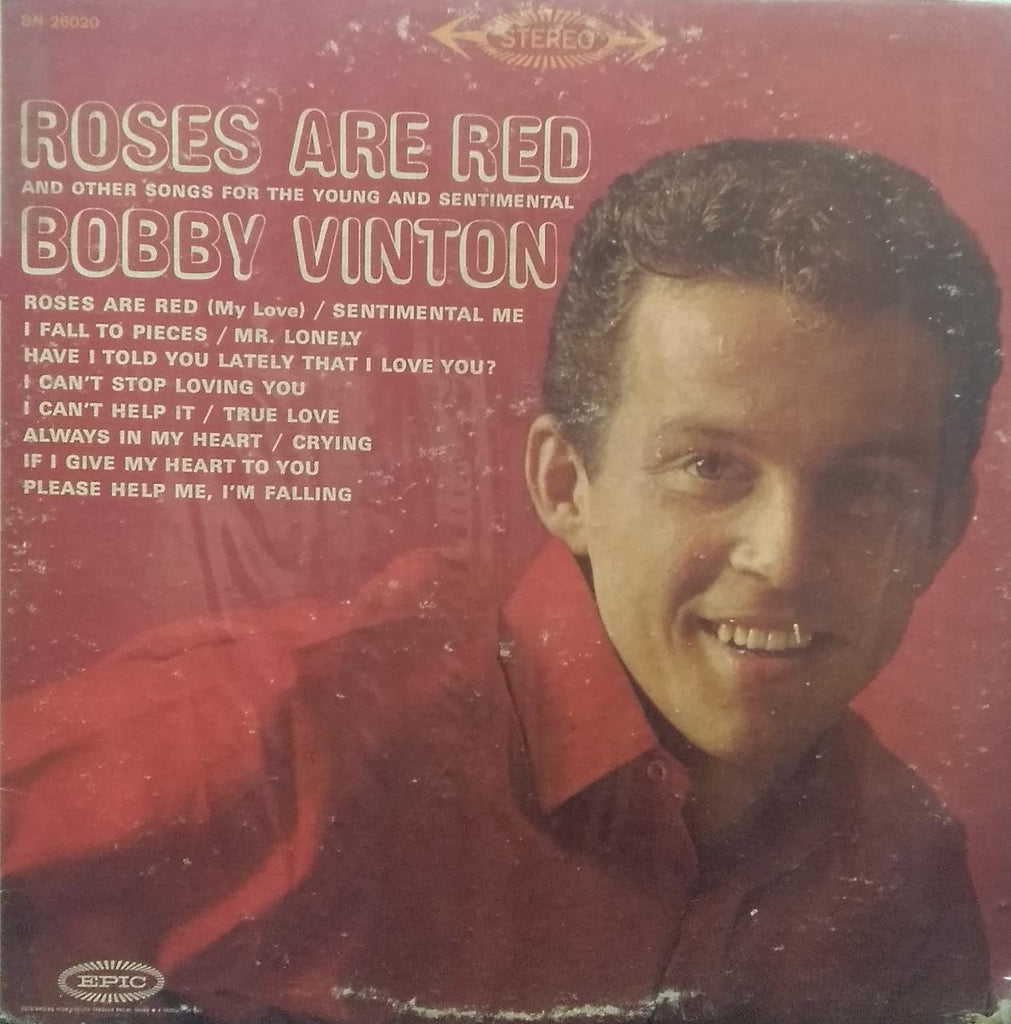 BN 26020
STEREO
ROSES ARE RED
AND OTHER SONGS FOR THE YOUNG AND SENTIMENTAL
BOBBY VINTON
ROSES ARE RED (My Love) / SENTIMENTAL ME
I FALL TO PIECES / MR. LONELY
HAVE I TOLD YOU LATELY THAT I LOVE YOU?
I CAN'T STOP LOVING YOU
I CAN'T HELP IT / TRUE LOVE
ALWAYS IN MY HEART / CRYING
IF I GIVE MY HEART TO YOU
PLEASE HELP ME, I'M FALLING
EPIC